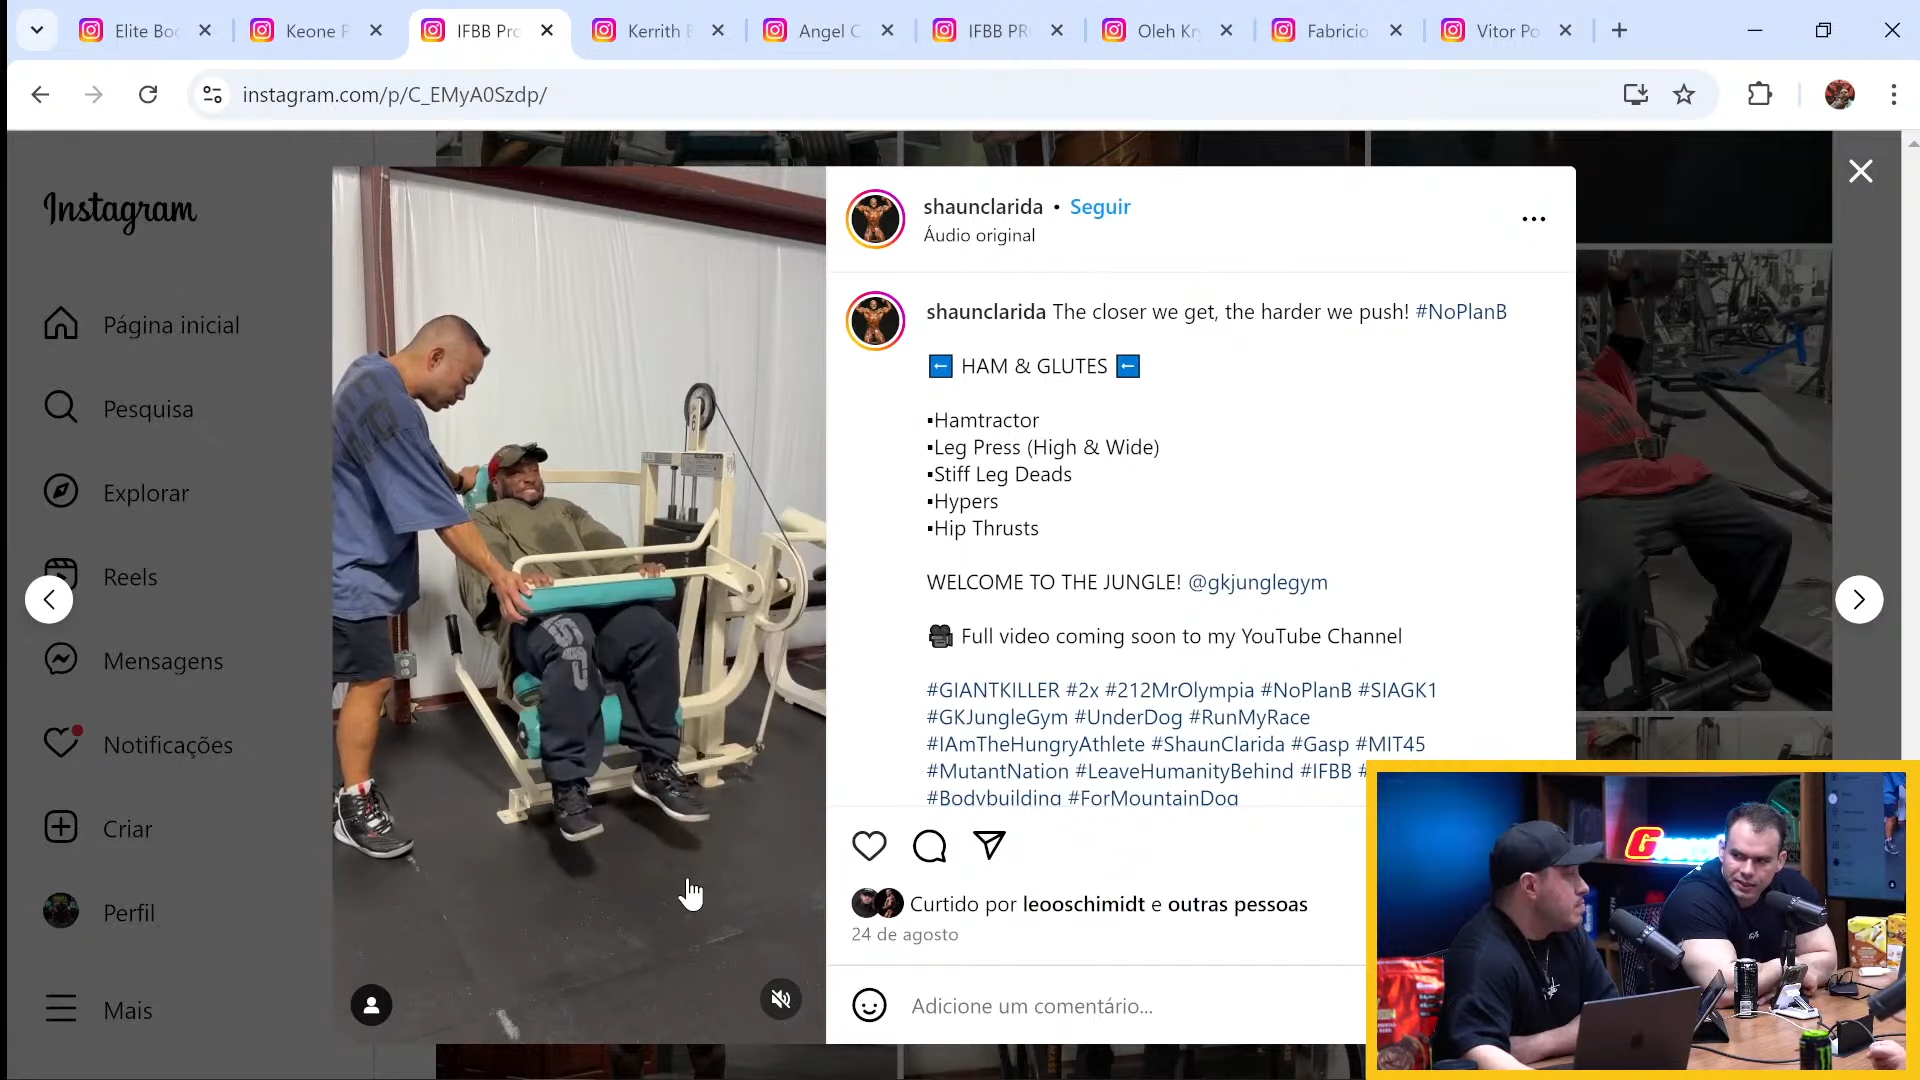 Elite Bo
Keone P
IFBB Pro
Kerrith B
Angel C
IFBB PR
Oleh Kr
Fabricio
Vitor Po
instagram.com/p/C_EMyA0Szdp/
Instagram
Página inicial
Pesquisa
Explorar
Reels
Mensagens
Notificações
Criar
Perfil
Mais
shaunclarida • Seguir
Áudio original
shaunclarida The closer we get, the harder we push! #NoPlanB
HAM & GLUTES
▪Hamtractor
▪Leg Press (High & Wide)
▪Stiff Leg Deads
▪Hypers
▪Hip Thrusts
WELCOME TO THE JUNGLE! @gkjunglegym
Full video coming soon to my YouTube Channel
#GIANTKILLER #2x #212MrOlympia #NoPlanB #SIAGK1
#GKJungleGym #UnderDog #RunMyRace
#IAmTheHungryAthlete #ShaunClarida #Gasp #MIT45
#MutantNation #LeaveHumanityBehind #IFBB #
#Bodybuilding #ForMountainDog
Curtido por leooschimidt e outras pessoas
24 de agosto
Adicione um comentário...